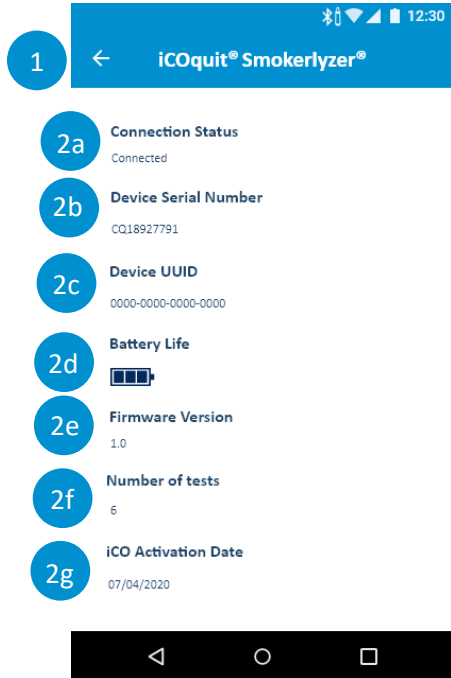 12:30
1
iCOquit® Smokerlyzer®
2a
Connection Status
Connected
2b
Device Serial Number
CQ18927791
2c
Device UUID
0000-0000-0000-0000
2d
Battery Life
2e
Firmware Version
1.0
2f
Number of tests
6
2g
iCO Activation Date
07/04/2020